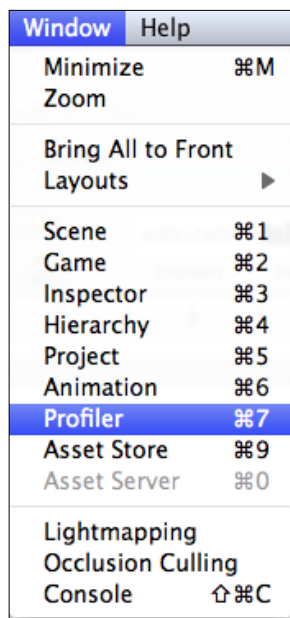 Window Help
Minimize ⌘M
Zoom
Bring All to Front
Layouts ▶
Scene ⌘1
Game ⌘2
Inspector ⌘3
Hierarchy ⌘4
Project ⌘5
Animation ⌘6
Profiler ⌘7
Asset Store ⌘9
Asset Server ⌘0
Lightmapping
Occlusion Culling
Console ⇧⌘C